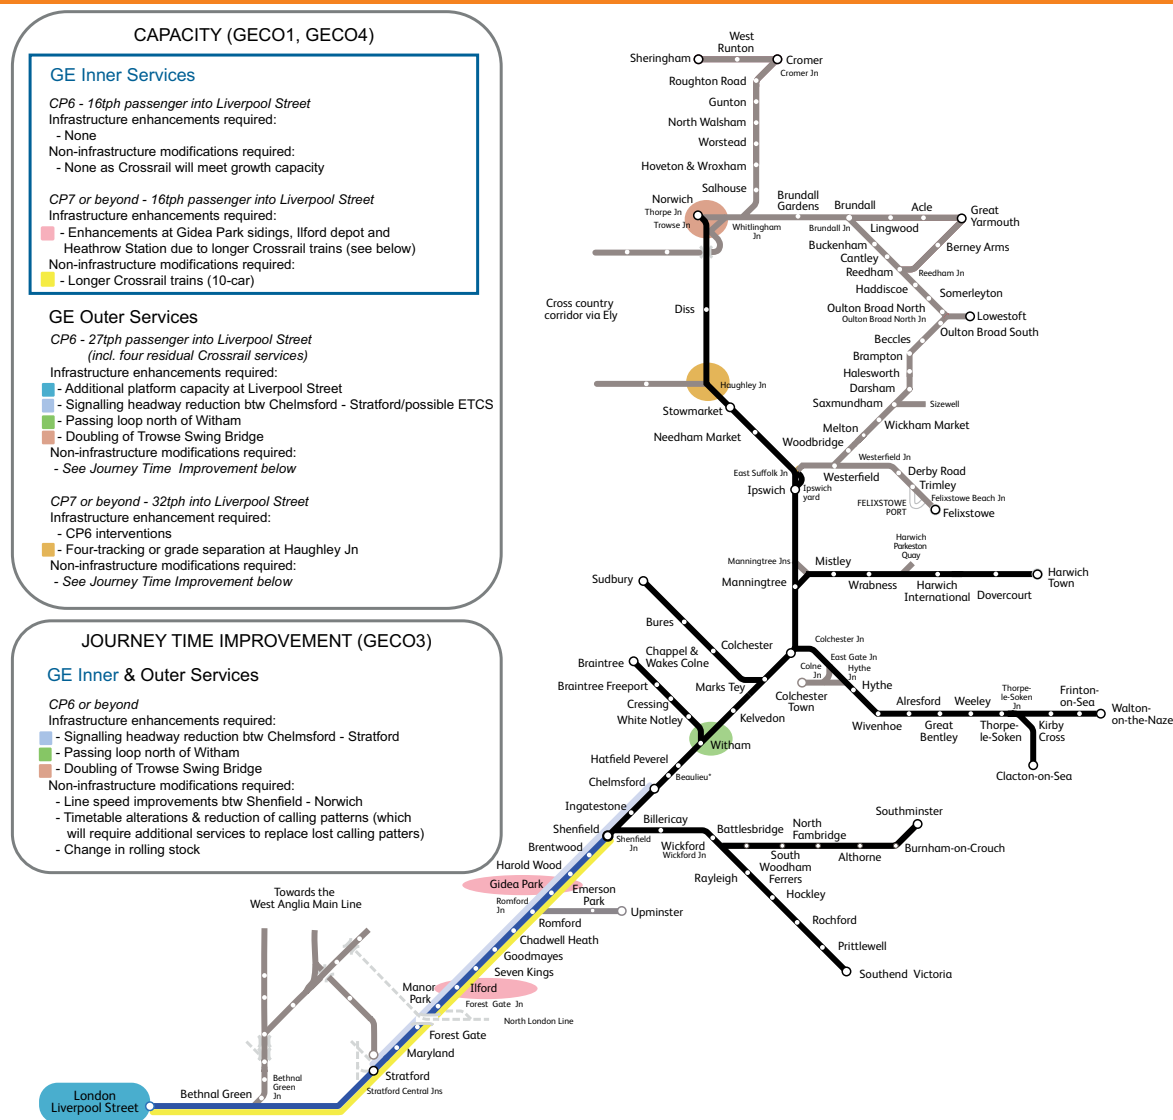 CAPACITY (GECO1, GECO4)
GE Inner Services
CP6 - 16tph passenger into Liverpool Street
Infrastructure enhancements required:
- None
Non-infrastructure modifications required:
- None as Crossrail will meet growth capacity
CP7 or beyond - 16tph passenger into Liverpool Street
Infrastructure enhancements required:
- Enhancements at Gidea Park sidings, Ilford depot and
Heathrow Station due to longer Crossrail trains (see below)
Non-infrastructure modifications required:
- Longer Crossrail trains (10-car)
GE Outer Services
CP6 - 27tph passenger into Liverpool Street
(incl. four residual Crossrail services)
Infrastructure enhancements required:
- Additional platform capacity at Liverpool Street
- Signalling headway reduction btw Chelmsford - Stratford/possible ETCS
- Passing loop north of Witham
- Doubling of Trowse Swing Bridge
Non-infrastructure modifications required:
- See Journey Time  Improvement below
CP7 or beyond - 32tph into Liverpool Street
Infrastructure enhancement required:
- CP6 interventions
- Four-tracking or grade separation at Haughley Jn
Non-infrastructure modifications required:
- See Journey Time Improvement below
JOURNEY TIME IMPROVEMENT (GECO3)
GE Inner & Outer Services
CP6 or beyond
Infrastructure enhancements required:
- Signalling headway reduction btw Chelmsford - Stratford
- Passing loop north of Witham
- Doubling of Trowse Swing Bridge
Non-infrastructure modifications required:
- Line speed improvements btw Shenfield - Norwich
- Timetable alterations & reduction of calling patterns (which
will require additional services to replace lost calling patters)
- Change in rolling stock
West
Runton
Sheringham
Cromer
Cromer Jn
Roughton Road
Gunton
North Walsham
Worstead
Hoveton & Wroxham
Salhouse
Norwich
Thorpe Jn
Trowse Jn
Whitlingham
Jn
Brundall
Gardens
Brundall
Brundall Jn
Acle
Lingwood
Great
Yarmouth
Buckenham
Cantley
Berney Arms
Reedham
Reedham Jn
Haddiscoe
Somerleyton
Oulton Broad North
Oulton Broad North Jn
Lowestoft
Oulton Broad South
Cross country
corridor via Ely
Diss
Beccles
Brampton
Halesworth
Darsham
Haughley Jn
Saxmundham
Sizewell
Stowmarket
Wickham Market
Needham Market
Melton
Woodbridge
Westerfield Jn
East Suffolk Jn
Westerfield
Derby Road
Trimley
Ipswich
Ipswich
yard
Felixstowe Beach Jn
FELIXSTOWE
PORT
Felixstowe
Harwich
Parkeston
Quay
Manningtree Jns
Mistley
Manningtree
Wrabness
Harwich
International
Dovercourt
Harwich
Town
Sudbury
Bures
Colchester
Colchester Jn
Chappel &
Wakes Colne
East Gate Jn
Colne
Jn
Hythe
Jn
Hythe
Braintree
Braintree Freeport
Marks Tey
Colchester
Town
Cressing
White Notley
Kelvedon
Wivenhoe
Alresford
Great
Bentley
Weeley
Thorpe-
le-Soken
Jn
Thorpe-
le-Soken
Kirby
Cross
Frinton-
on-Sea
Walton-
on-the-Naze
Clacton-on-Sea
Witham
Hatfield Peverel
Beaulieu*
Chelmsford
Ingatestone
Shenfield
Shenfield
Jn
Billericay
Wickford
Wickford Jn
Battlesbridge
North
Fambridge
Southminster
South
Woodham
Ferrers
Althorne
Burnham-on-Crouch
Brentwood
Harold Wood
Rayleigh
Hockley
Rochford
Prittlewell
Southend Victoria
Gidea Park
Emerson
Park
Romford
Jn
Romford
Upminster
Chadwell Heath
Goodmayes
Seven Kings
Towards the
West Anglia Main Line
Manor
Park
Ilford
Forest Gate Jn
North London Line
Forest Gate
Maryland
Stratford
Stratford Central Jns
Bethnal
Green
Jn
Bethnal Green
London
Liverpool Street